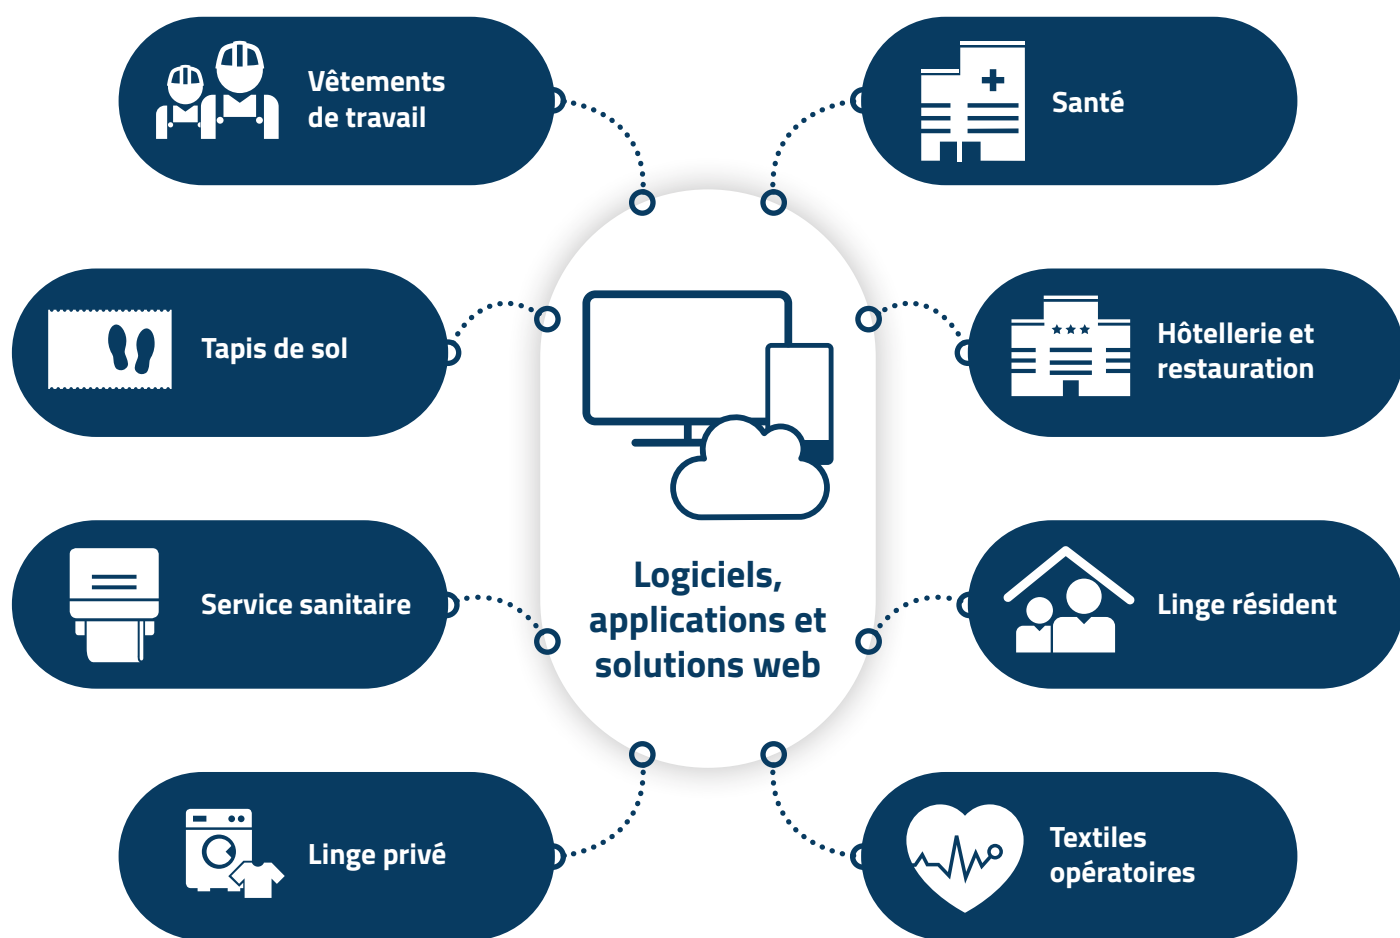 Vêtements
de travail
Santé
Tapis de sol
Hôtellerie et
restauration
Logiciels,
applications et
solutions web
Service sanitaire
Linge résident
Linge privé
Textiles
opératoires